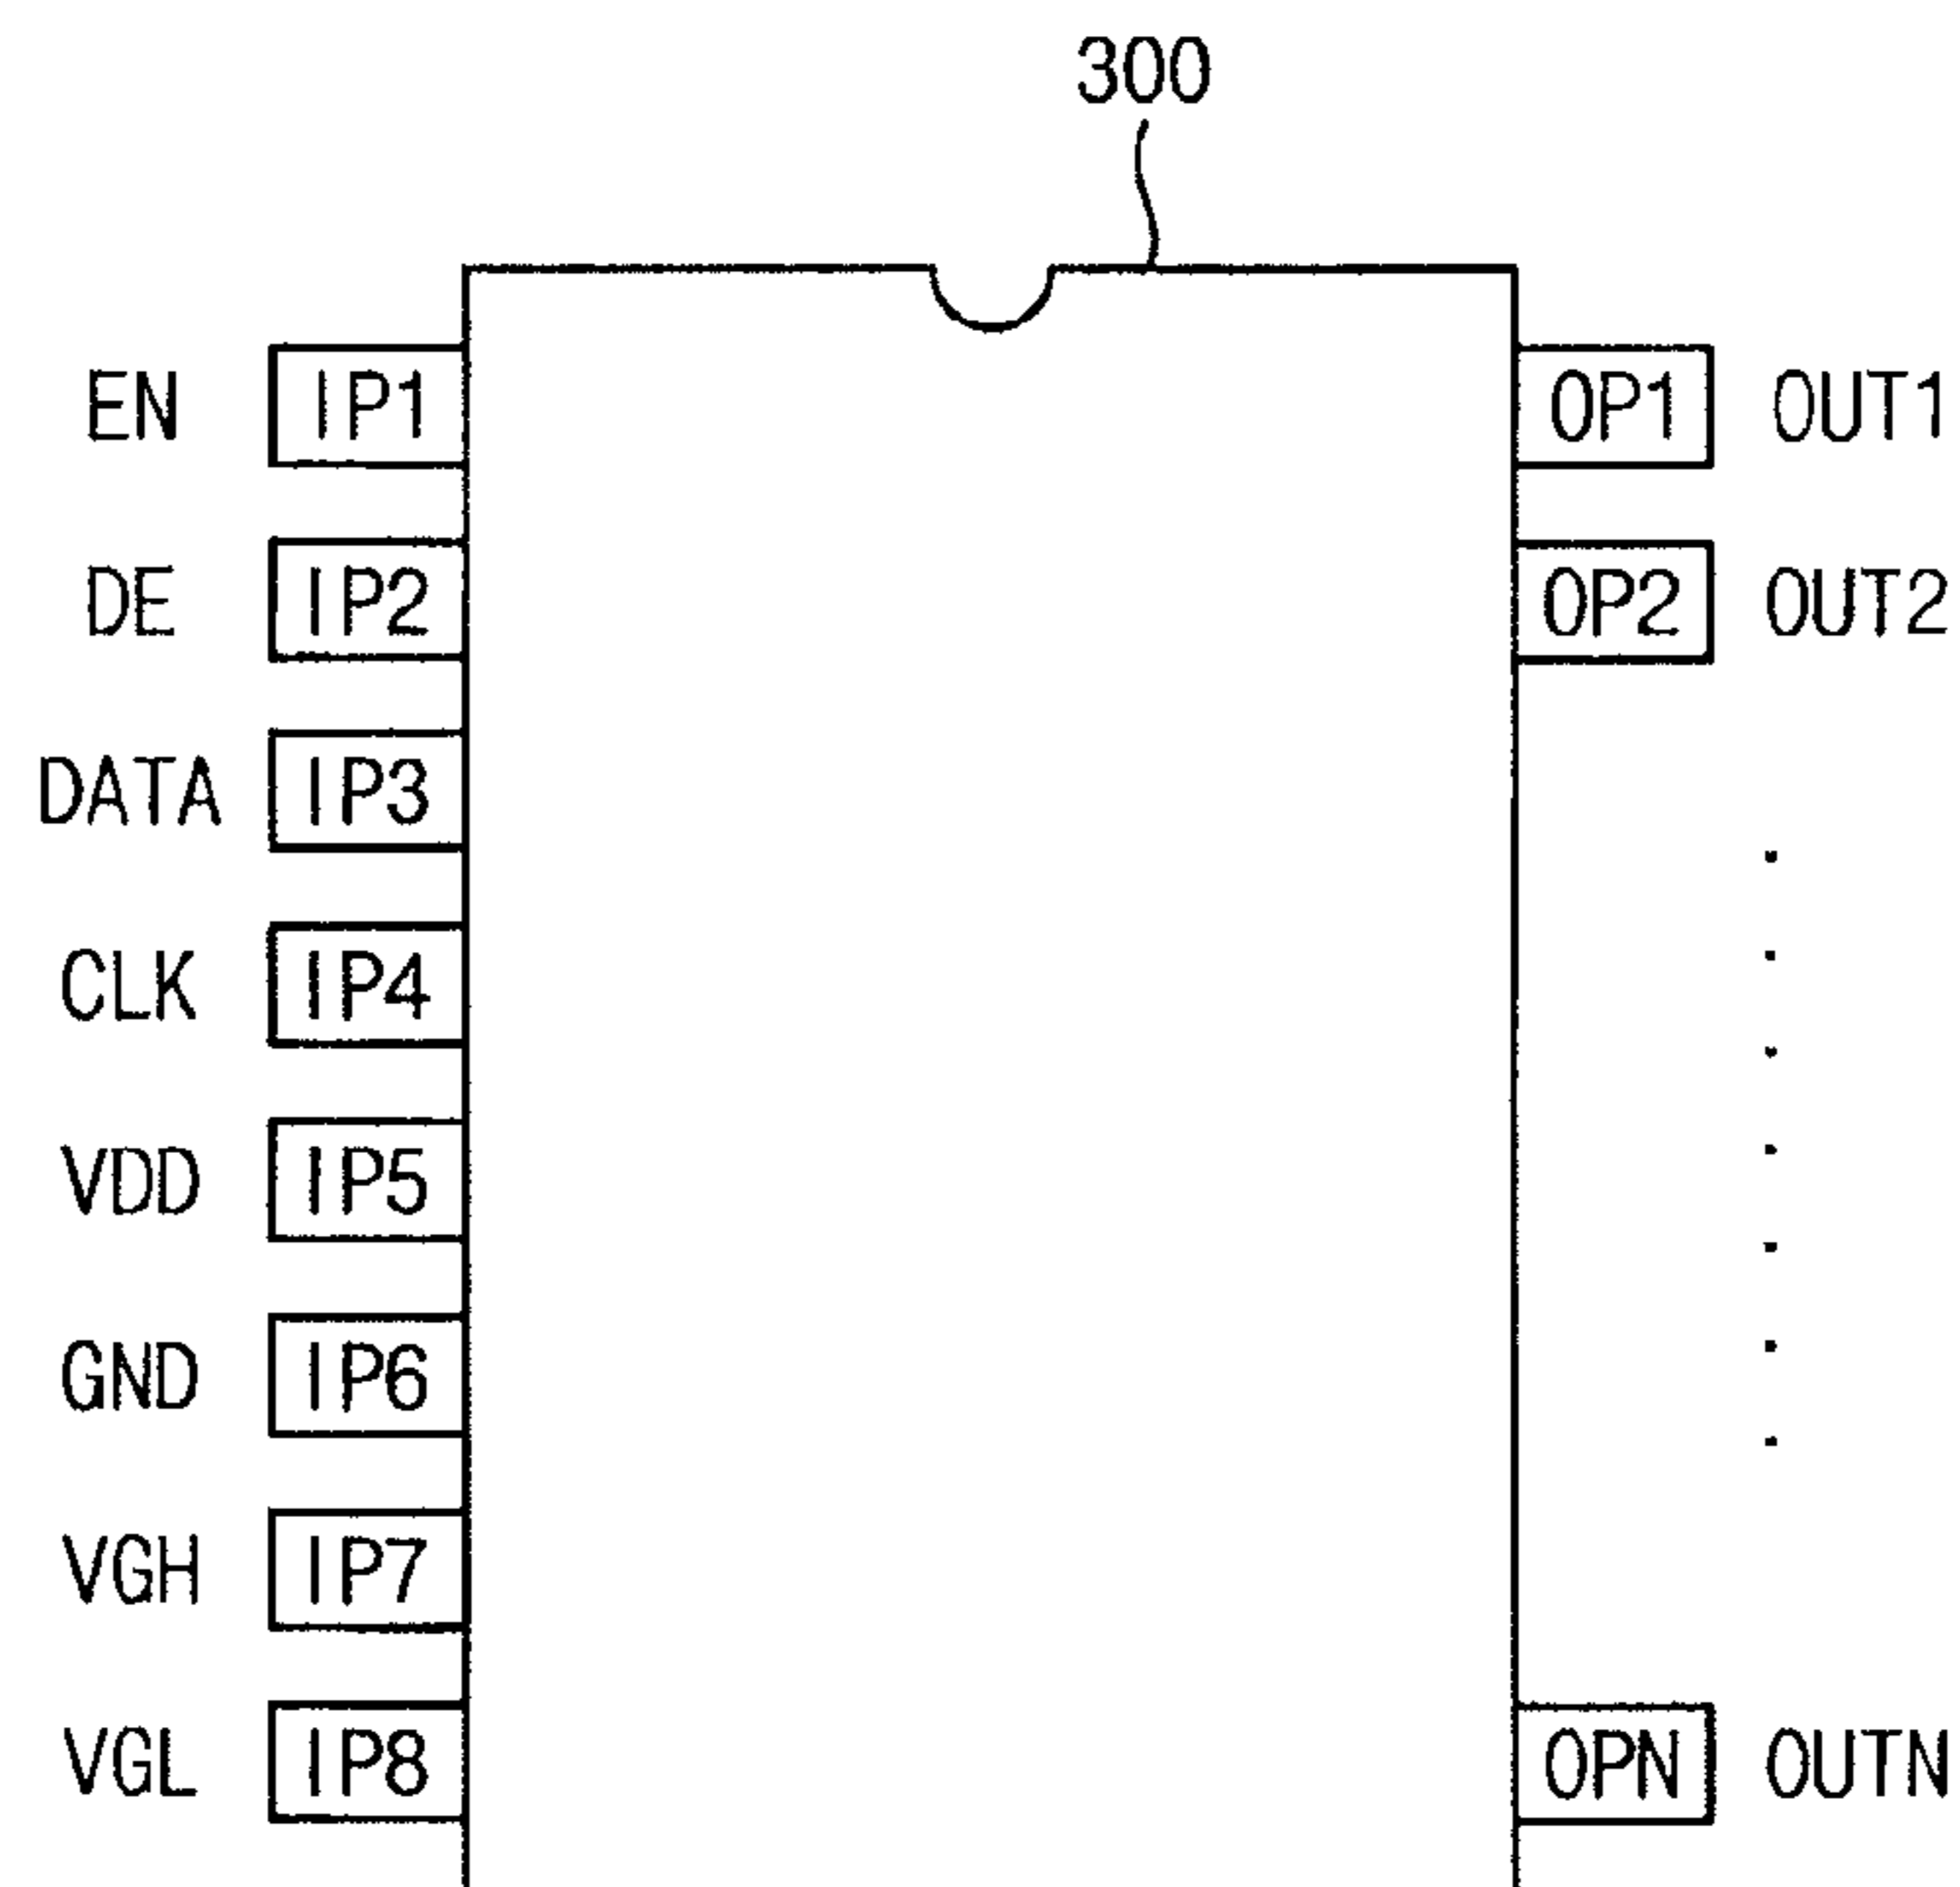 300
EN IP1 OP1 OUT1
DE IP2 OP2 OUT2
DATA IP3
CLK IP4
VDD IP5
GND IP6
VGH IP7
VGL IP8 OPN OUTN